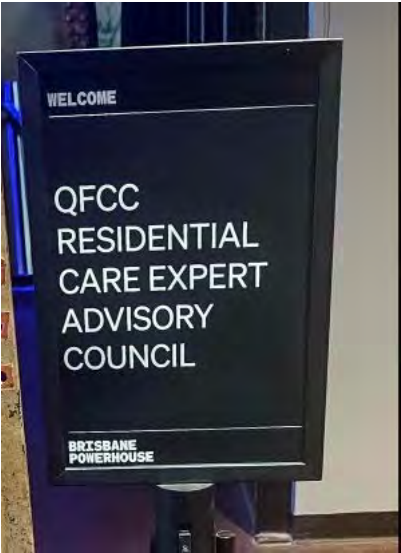 WELCOME
QFCC
RESIDENTIAL
CARE EXPERT
ADVISORY
COUNCIL
BRISBANE
POWERHOUSE